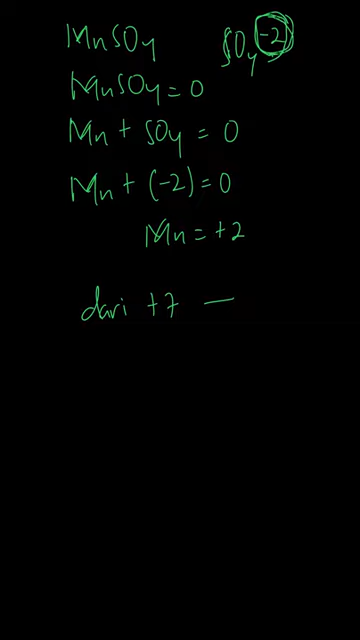 MnSO4 SO4 -2
MnSO4 = 0
Mn + SO4 = 0
Mn + (-2) = 0
Mn = +2
dari +7 —